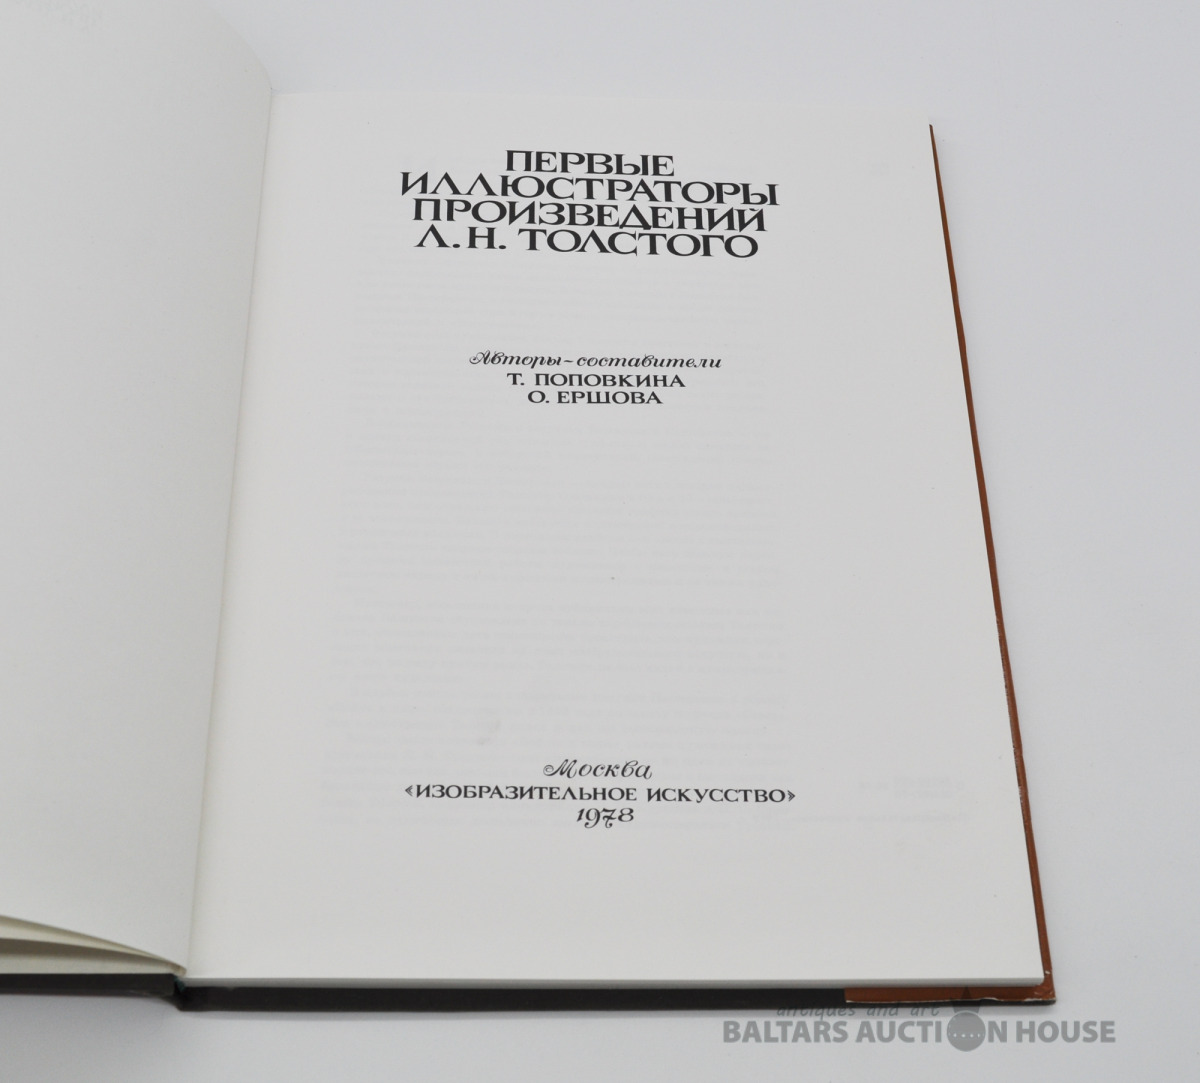 ПЕРВЫЕ
ИЛЛЮСТРАТОРЫ
ПРОИЗВЕДЕНИЙ
Л.Н. ТОЛСТОГО
Авторы-составители
Т. ПОПОВКИНА
О. ЕРШОВА
Москва
«ИЗОБРАЗИТЕЛЬНОЕ ИСКУССТВО»
1978
antiques and art
BALTARS AUCTION HOUSE